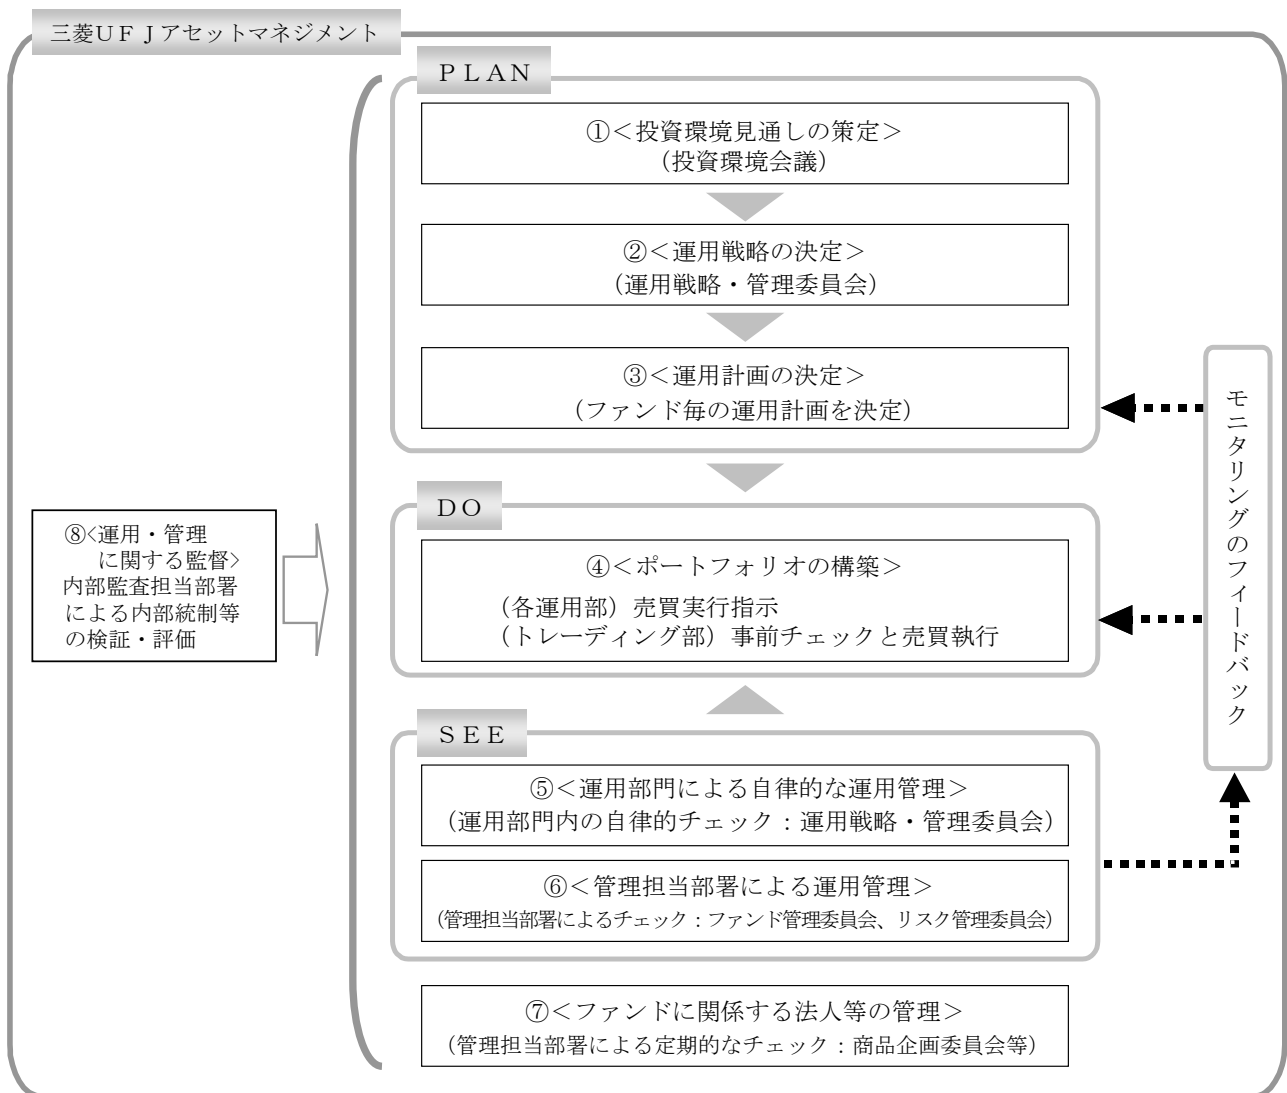 三菱ＵＦＪアセットマネジメント
ＰＬＡＮ
①＜投資環境見通しの策定＞
（投資環境会議）
②＜運用戦略の決定＞
（運用戦略・管理委員会）
③＜運用計画の決定＞
（ファンド毎の運用計画を決定）
モニタリングのフィードバック
ＤＯ
④＜ポートフォリオの構築＞
（各運用部）売買実行指示
（トレーディング部）事前チェックと売買執行
⑧<運用・管理
に関する監督>
内部監査担当部署
による内部統制等
の検証・評価
ＳＥＥ
⑤＜運用部門による自律的な運用管理＞
（運用部門内の自律的チェック：運用戦略・管理委員会）
⑥＜管理担当部署による運用管理＞
（管理担当部署によるチェック：ファンド管理委員会、リスク管理委員会）
⑦＜ファンドに関係する法人等の管理＞
（管理担当部署による定期的なチェック：商品企画委員会等）